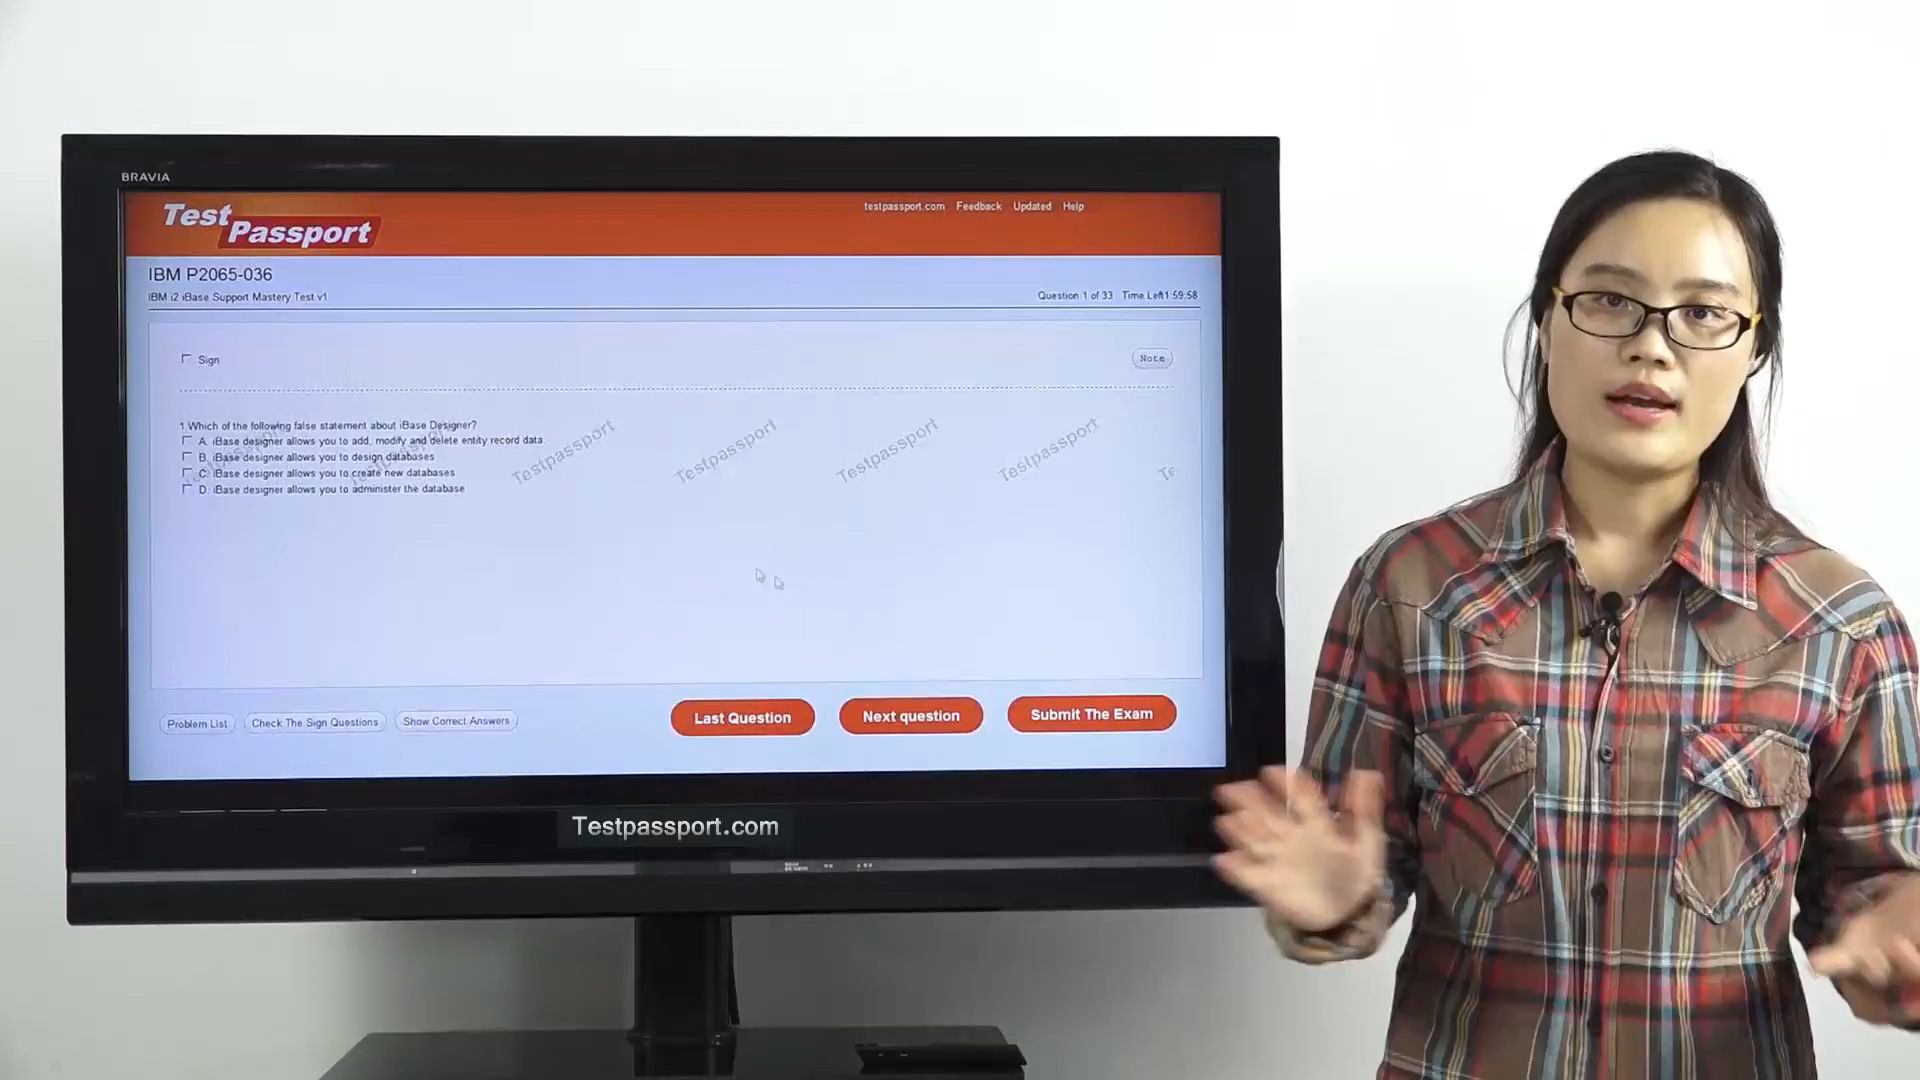 BRAVIA
Test
Passport
testpassport.com Feedback Updated Help
IBM P2065-036
IBM i2 iBase Support Mastery Test v1
Question 1 of 33 Time Left1:59:58
Sign
Note
1.Which of the following false statement about iBase Designer?
A. iBase designer allows you to add, modify and delete entity record data.
B. iBase designer allows you to design databases
C. iBase designer allows you to create new databases
D. iBase designer allows you to administer the database
Testpassport Testpassport Testpassport Testpassport Testpassport Testpassport Te
Problem List Check The Sign Questions Show Correct Answers
Last Question Next question Submit The Exam
Testpassport.com